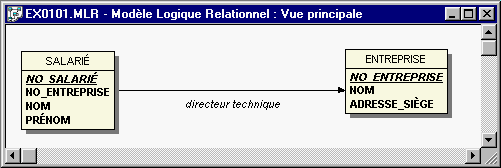 EX0101.MLR - Modèle Logique Relationnel : Vue principale
SALARIÉ
NO_SALARIÉ
NO_ENTREPRISE
NOM
PRÉNOM
directeur technique
ENTREPRISE
NO_ENTREPRISE
NOM
ADRESSE_SIÈGE